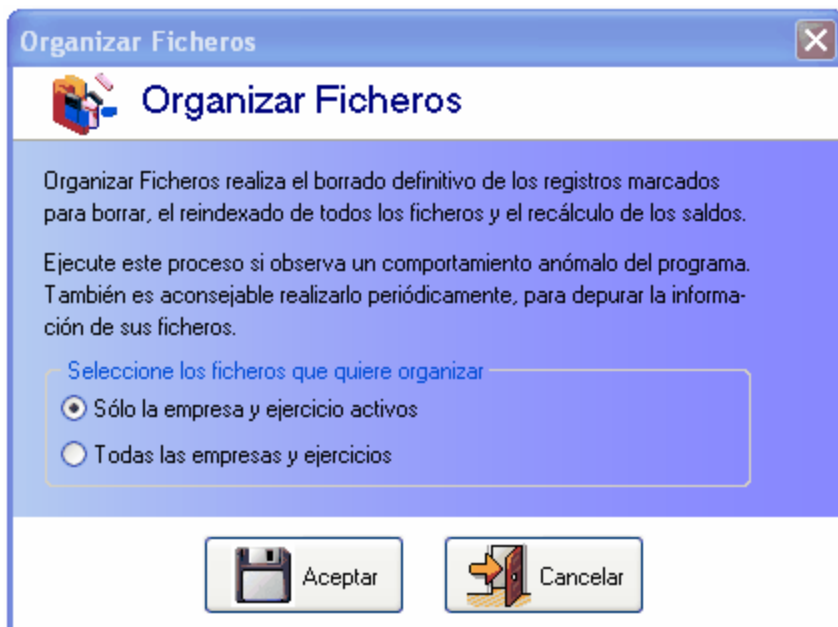 Organizar Ficheros
Organizar Ficheros
Organizar Ficheros realiza el borrado definitivo de los registros marcados
para borrar, el reindexado de todos los ficheros y el recálculo de los saldos.
Ejecute este proceso si observa un comportamiento anómalo del programa.
También es aconsejable realizarlo periódicamente, para depurar la informa-
ción de sus ficheros.
Seleccione los ficheros que quiere organizar
Sólo la empresa y ejercicio activos
Todas las empresas y ejercicios
Aceptar
Cancelar